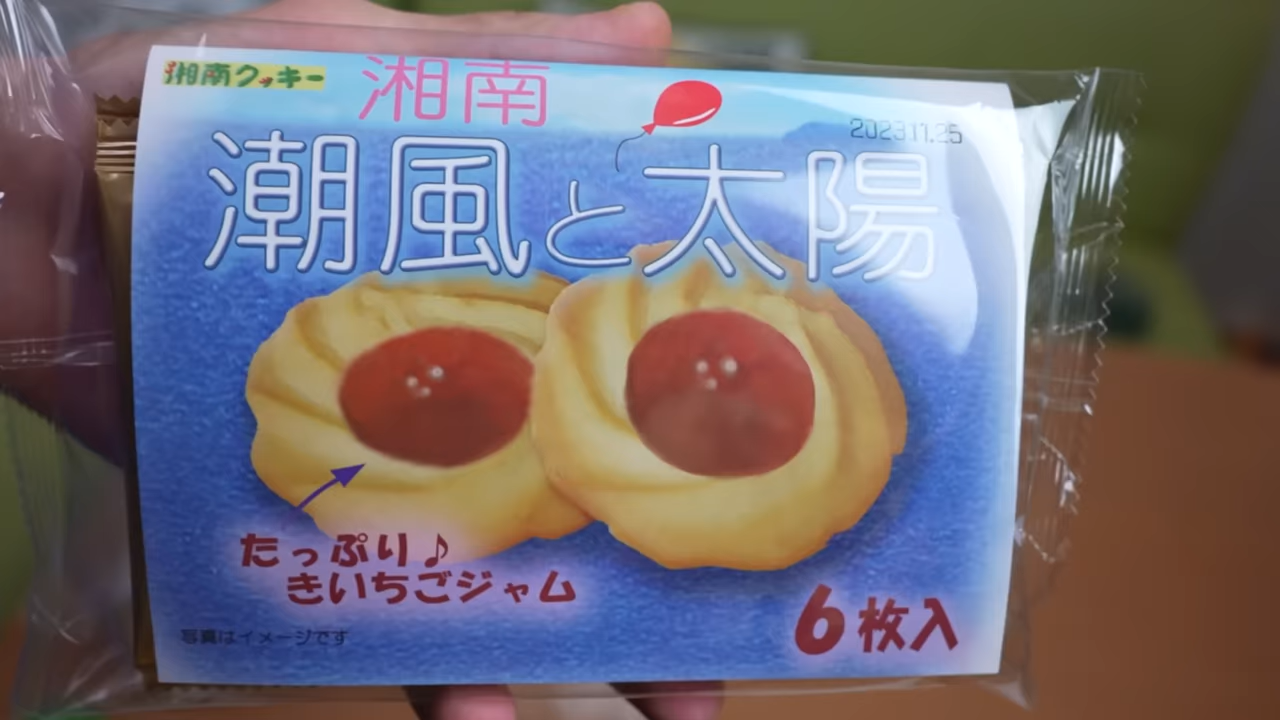 湘南クッキー
湘南
2023.11.25
潮風と太陽
たっぷり♪
きいちごジャム
6枚入
写真はイメージです